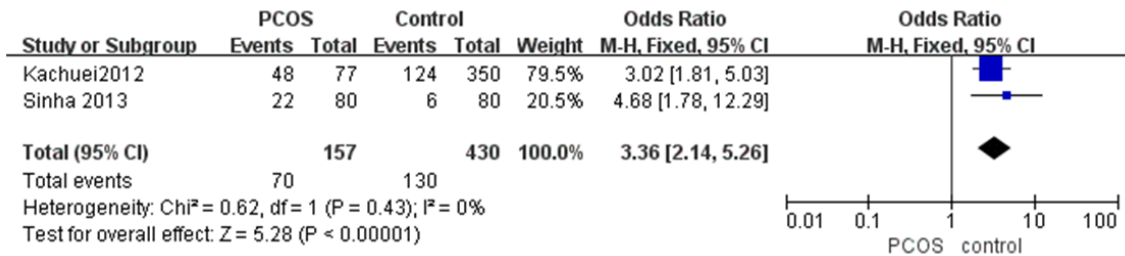 PCOS Control Odds Ratio Odds Ratio
Study or Subgroup Events Total Events Total Weight M-H, Fixed, 95% CI M-H, Fixed, 95% CI
Kachuei2012 48 77 124 350 79.5% 3.02 [1.81, 5.03]
Sinha 2013 22 80 6 80 20.5% 4.68 [1.78, 12.29]
Total (95% CI) 157 430 100.0% 3.36 [2.14, 5.26]
Total events 70 130
Heterogeneity: Chi² = 0.62, df = 1 (P = 0.43); I² = 0%
Test for overall effect: Z = 5.28 (P < 0.00001)
0.01 0.1 1 10 100
PCOS control